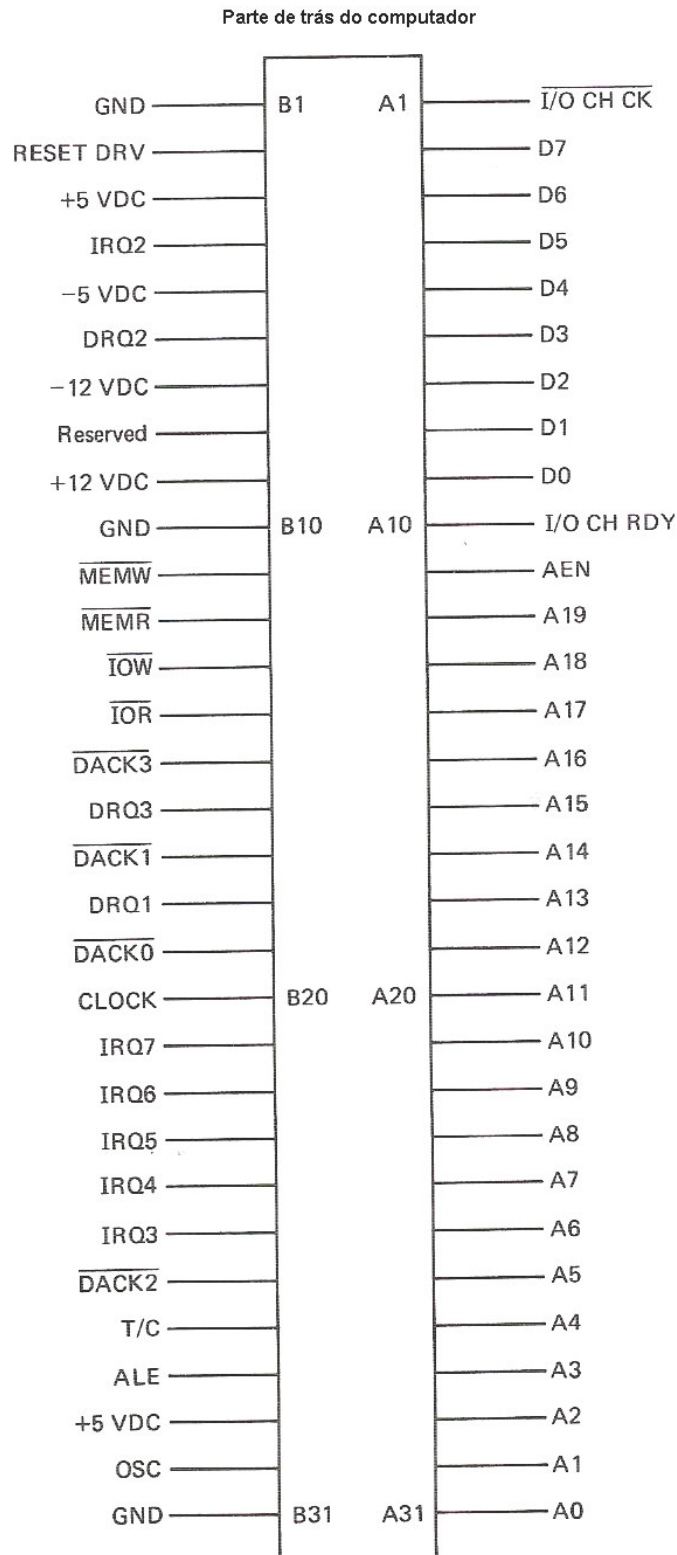 Parte de trás do computador
GND B1 A1 I/O CH CK
RESET DRV D7
+5 VDC D6
IRQ2 D5
−5 VDC D4
DRQ2 D3
−12 VDC D2
Reserved D1
+12 VDC D0
GND B10 A10 I/O CH RDY
MEMW AEN
MEMR A19
IOW A18
IOR A17
DACK3 A16
DRQ3 A15
DACK1 A14
DRQ1 A13
DACK0 A12
CLOCK B20 A20 A11
IRQ7 A10
IRQ6 A9
IRQ5 A8
IRQ4 A7
IRQ3 A6
DACK2 A5
T/C A4
ALE A3
+5 VDC A2
OSC A1
GND B31 A31 A0